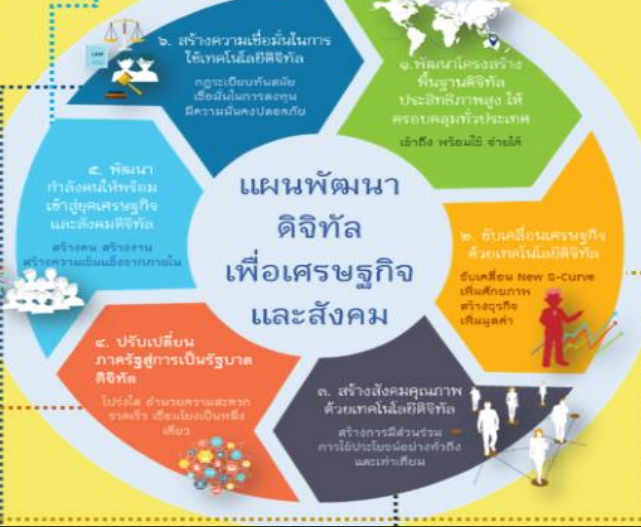 แผนพัฒนา
ดิจิทัล
เพื่อเศรษฐกิจ
และสังคม
๑. พัฒนาโครงสร้าง
พื้นฐานดิจิทัล
ประสิทธิภาพสูง ให้
ครอบคลุมทั่วประเทศ
เข้าถึง พร้อมใช้ จ่ายได้
๒. ขับเคลื่อนเศรษฐกิจ
ด้วยเทคโนโลยีดิจิทัล
ขับเคลื่อน New S-Curve
เพิ่มศักยภาพ
สร้างธุรกิจ
เพิ่มมูลค่า
๓. สร้างสังคมคุณภาพ
ด้วยเทคโนโลยีดิจิทัล
สร้างการมีส่วนร่วม
การใช้ประโยชน์อย่างทั่วถึง
และเท่าเทียม
๔. ปรับเปลี่ยน
ภาครัฐสู่การเป็นรัฐบาล
ดิจิทัล
โปร่งใส อำนวยความสะดวก
รวดเร็ว เชื่อมโยงเป็นหนึ่ง
เดียว
๕. พัฒนา
กำลังคนให้พร้อม
เข้าสู่ยุคเศรษฐกิจ
และสังคมดิจิทัล
สร้างคน สร้างงาน
สร้างความเข้มแข็งจากภายใน
๖. สร้างความเชื่อมั่นในการ
ใช้เทคโนโลยีดิจิทัล
กฎระเบียบทันสมัย
เชื่อมั่นในการลงทุน
มีความมั่นคงปลอดภัย
LAW